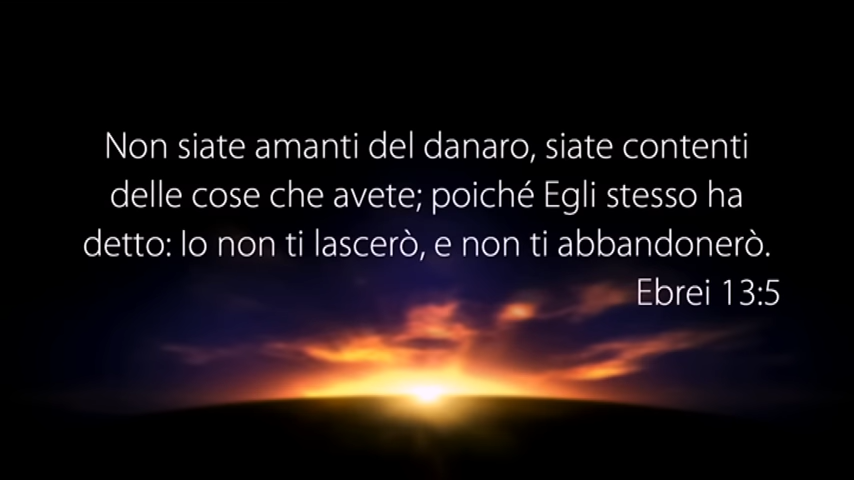 Non siate amanti del danaro, siate contenti
delle cose che avete; poiché Egli stesso ha
detto: Io non ti lascerò, e non ti abbandonerò.
Ebrei 13:5